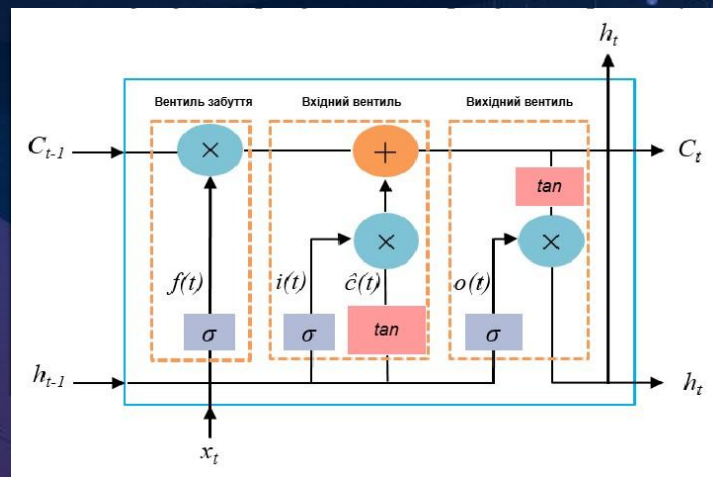 h_t
Вентиль забуття
Вхідний вентиль
Вихідний вентиль
C_{t-1}
×
+
C_t
tan
×
×
f(t)
i(t)
ĉ(t)
o(t)
σ
σ
tan
σ
h_{t-1}
h_t
x_t